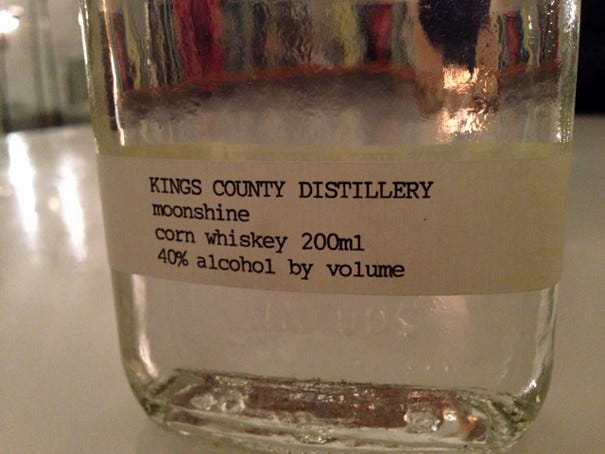 KINGS COUNTY DISTILLERY
moonshine
corn whiskey 200ml
40% alcohol by volume